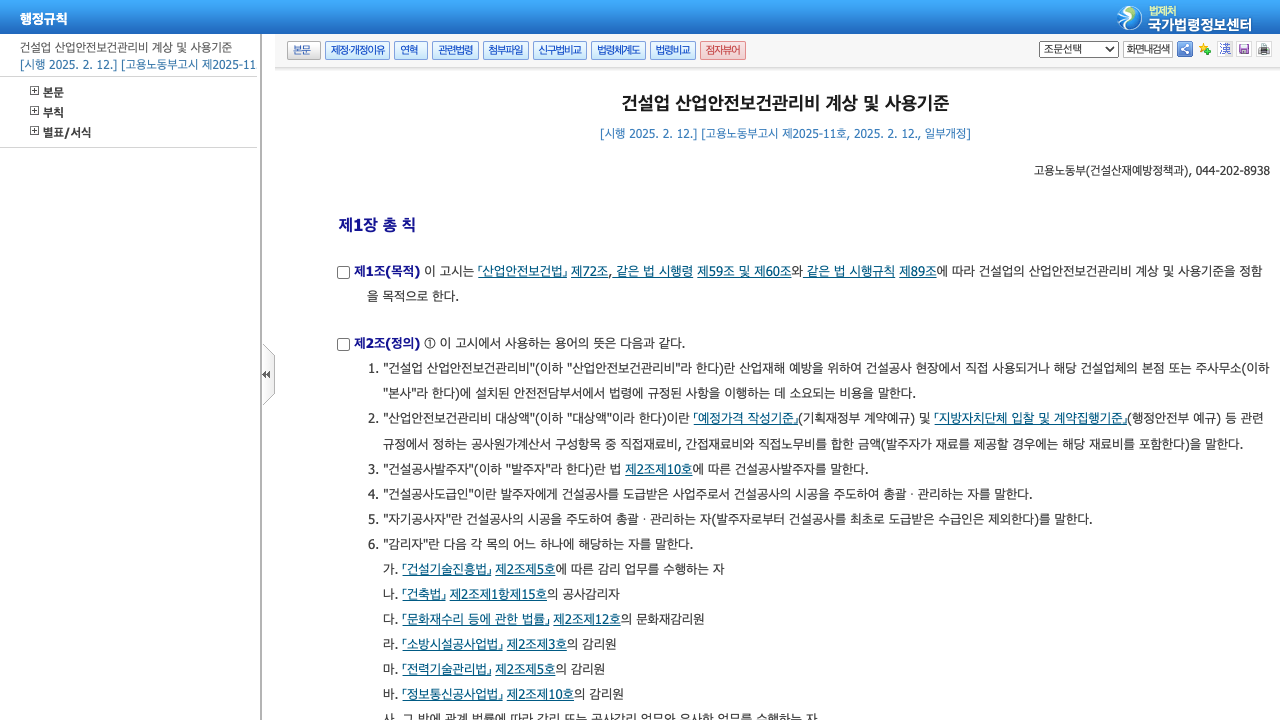 행정규칙
법제처
국가법령정보센터
건설업 산업안전보건관리비 계상 및 사용기준
[시행 2025. 2. 12.] [고용노동부고시 제2025-11
본문
부칙
별표/서식
본문 제정·개정이유 연혁 관련법령 첨부파일 신구법비교 법령체계도 법령비교 점자뷰어
조문선택 화면내검색
건설업 산업안전보건관리비 계상 및 사용기준
[시행 2025. 2. 12.] [고용노동부고시 제2025-11호, 2025. 2. 12., 일부개정]
고용노동부(건설산재예방정책과), 044-202-8938
제1장 총 칙
제1조(목적) 이 고시는 「산업안전보건법」 제72조, 같은 법 시행령 제59조 및 제60조와 같은 법 시행규칙 제89조에 따라 건설업의 산업안전보건관리비 계상 및 사용기준을 정함
을 목적으로 한다.
제2조(정의) ① 이 고시에서 사용하는 용어의 뜻은 다음과 같다.
1. "건설업 산업안전보건관리비"(이하 "산업안전보건관리비"라 한다)란 산업재해 예방을 위하여 건설공사 현장에서 직접 사용되거나 해당 건설업체의 본점 또는 주사무소(이하
"본사"라 한다)에 설치된 안전전담부서에서 법령에 규정된 사항을 이행하는 데 소요되는 비용을 말한다.
2. "산업안전보건관리비 대상액"(이하 "대상액"이라 한다)이란 「예정가격 작성기준」(기획재정부 계약예규) 및 「지방자치단체 입찰 및 계약집행기준」(행정안전부 예규) 등 관련
규정에서 정하는 공사원가계산서 구성항목 중 직접재료비, 간접재료비와 직접노무비를 합한 금액(발주자가 재료를 제공할 경우에는 해당 재료비를 포함한다)을 말한다.
3. "건설공사발주자"(이하 "발주자"라 한다)란 법 제2조제10호에 따른 건설공사발주자를 말한다.
4. "건설공사도급인"이란 발주자에게 건설공사를 도급받은 사업주로서 건설공사의 시공을 주도하여 총괄ㆍ관리하는 자를 말한다.
5. "자기공사자"란 건설공사의 시공을 주도하여 총괄ㆍ관리하는 자(발주자로부터 건설공사를 최초로 도급받은 수급인은 제외한다)를 말한다.
6. "감리자"란 다음 각 목의 어느 하나에 해당하는 자를 말한다.
가. 「건설기술진흥법」 제2조제5호에 따른 감리 업무를 수행하는 자
나. 「건축법」 제2조제1항제15호의 공사감리자
다. 「문화재수리 등에 관한 법률」 제2조제12호의 문화재감리원
라. 「소방시설공사업법」 제2조제3호의 감리원
마. 「전력기술관리법」 제2조제5호의 감리원
바. 「정보통신공사업법」 제2조제10호의 감리원
사. 그 밖에 관계 법률에 따라 감리 또는 공사감리 업무와 유사한 업무를 수행하는 자